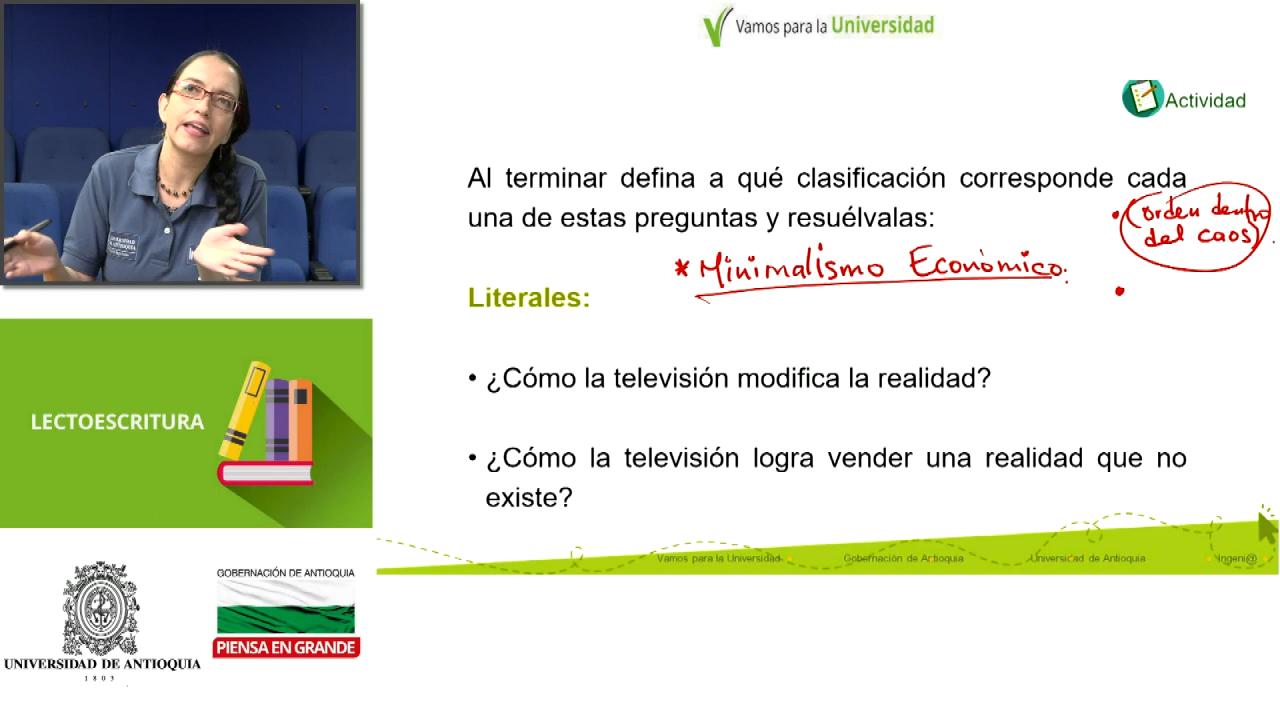 Vamos para la Universidad
Actividad
Al terminar defina a qué clasificación corresponde cada
una de estas preguntas y resuélvalas:
• (orden dentro
del caos)
* Minimalismo Económico.
Literales:
• ¿Cómo la televisión modifica la realidad?
• ¿Cómo la televisión logra vender una realidad que no
existe?
LECTOESCRITURA
Vamos para la Universidad
Gobernación de Antioquia
Universidad de Antioquia
Ingeni@
UNIVERSIDAD DE ANTIOQUIA
1803
GOBERNACIÓN DE ANTIOQUIA
PIENSA EN GRANDE